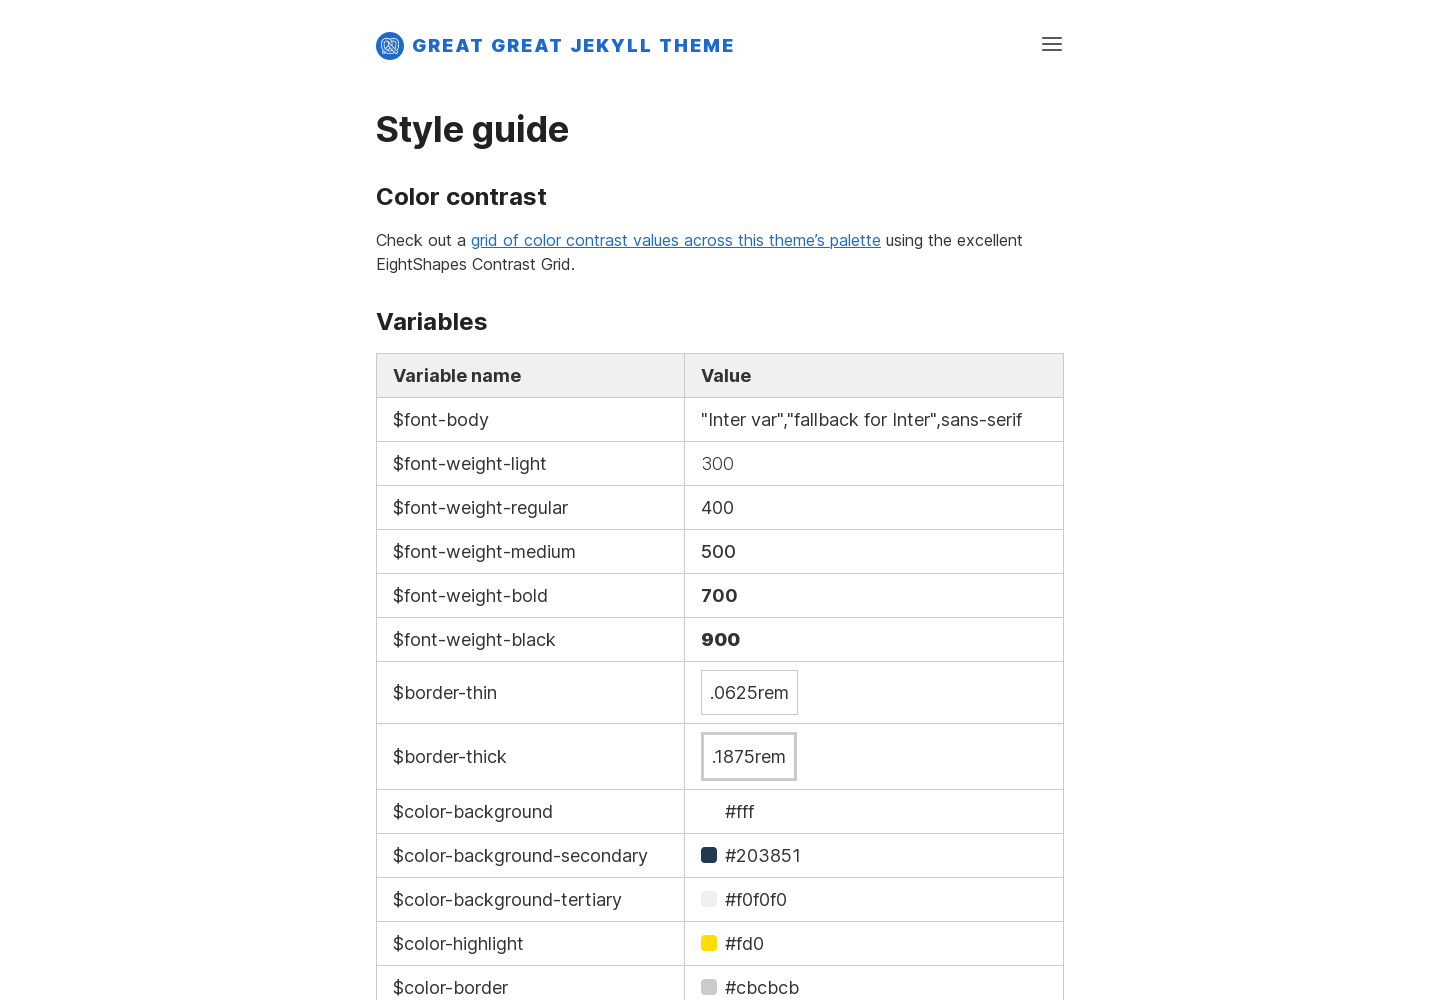 GREAT GREAT JEKYLL THEME
Style guide
Color contrast
Check out a grid of color contrast values across this theme’s palette using the excellent
EightShapes Contrast Grid.
Variables
Variable name Value
$font-body "Inter var","fallback for Inter",sans-serif
$font-weight-light 300
$font-weight-regular 400
$font-weight-medium 500
$font-weight-bold 700
$font-weight-black 900
$border-thin .0625rem
$border-thick .1875rem
$color-background #fff
$color-background-secondary #203851
$color-background-tertiary #f0f0f0
$color-highlight #fd0
$color-border #cbcbcb